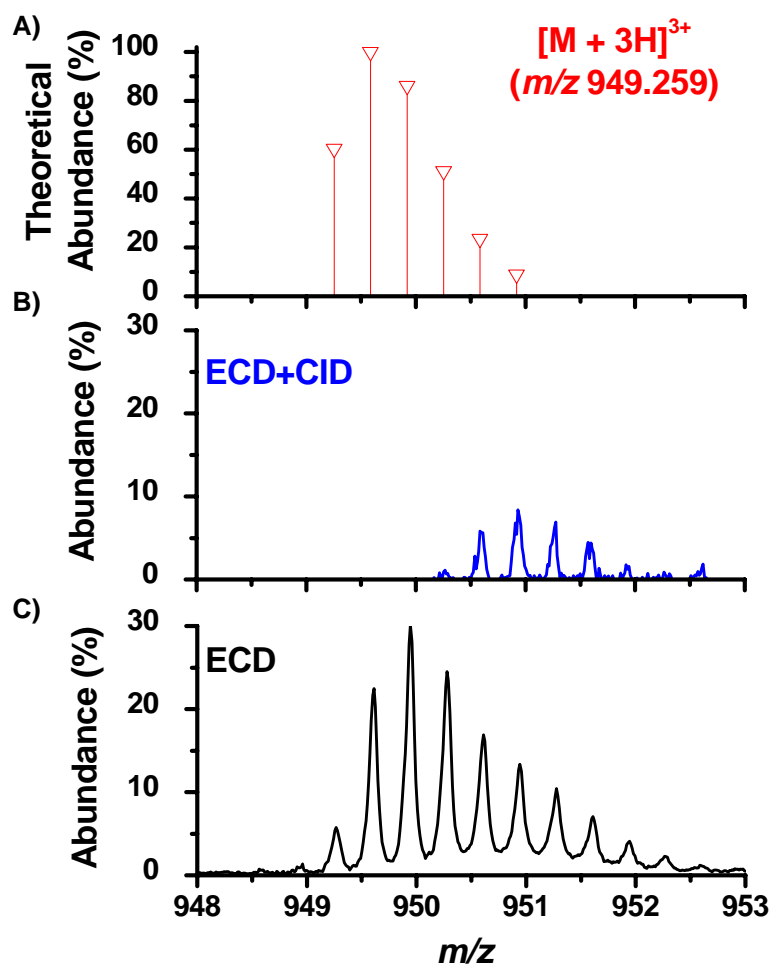 A)
Theoretical
Abundance (%)
100
80
60
40
20
0
[M + 3H]3+
(m/z 949.259)
B)
Abundance (%)
30
20
10
0
ECD+CID
C)
Abundance (%)
30
20
10
0
ECD
948 949 950 951 952 953
m/z